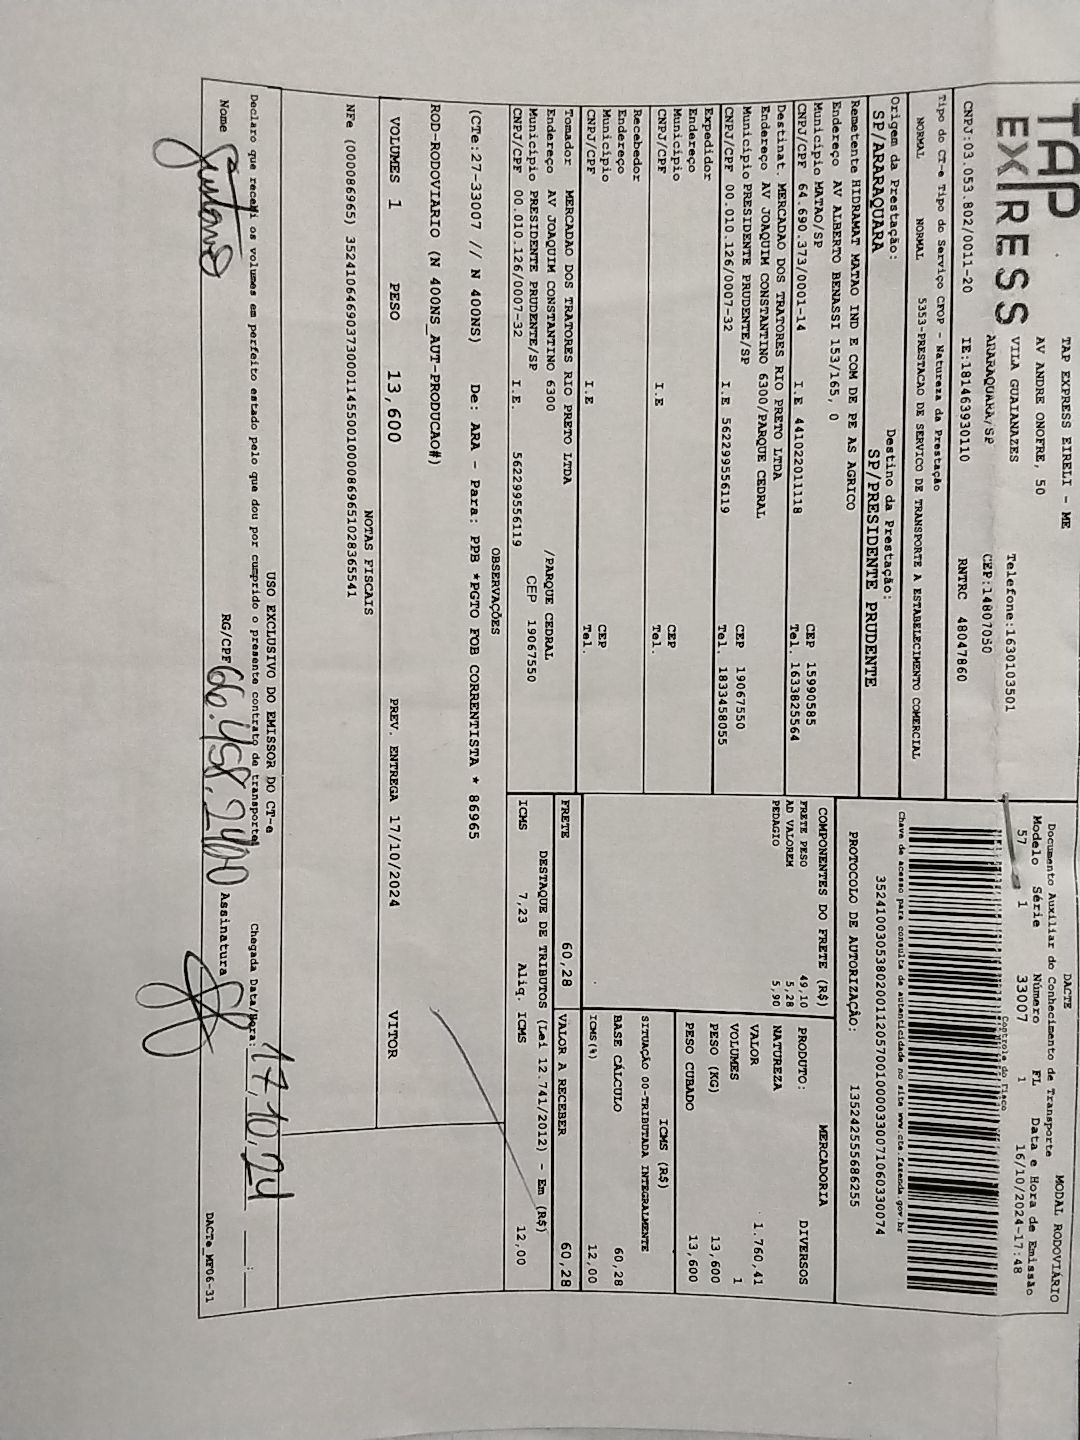 TAP
EXPRESS
TAP EXPRESS EIRELI - ME
AV ANDRE ONOFRE, 50
VILA GUAIANAZES
ARARAQUARA/SP
Telefone:1630103501
CEP:14807050
CNPJ:03.053.802/0011-20 IE:181463930110 RNTRC 48047860
DACTE MODAL RODOVIÁRIO
Documento Auxiliar do Conhecimento de Transporte
Modelo Série Número FL Data e Hora de Emissão
57 1 33007 1 16/10/2024-17:48
Controle do Fisco
Tipo do CT-e Tipo do Serviço CFOP - Natureza da Prestação
NORMAL NORMAL 5353-PRESTACAO DE SERVICO DE TRANSPORTE A ESTABELECIMENTO COMERCIAL
Chave de acesso para consulta de autenticidade no site www.cte.fazenda.gov.br
35241003053802001120570010000330071060330074
PROTOCOLO DE AUTORIZAÇÃO: 135242555686255
Origem da Prestação: Destino da Prestação:
SP/ARARAQUARA SP/PRESIDENTE PRUDENTE
Remetente HIDRAMAT MATAO IND E COM DE PE AS AGRICO
Endereço AV ALBERTO BENASSI 153/165, 0
Município MATAO/SP CEP 15990585
CNPJ/CPF 64.690.373/0001-14 I.E 441022011118 Tel. 1633825564
Destinat. MERCADAO DOS TRATORES RIO PRETO LTDA
Endereço AV JOAQUIM CONSTANTINO 6300/PARQUE CEDRAL
Município PRESIDENTE PRUDENTE/SP CEP 19067550
CNPJ/CPF 00.010.126/0007-32 I.E 562299556119 Tel. 1833458055
Expedidor
Endereço
Município CEP
CNPJ/CPF I.E Tel.
Recebedor
Endereço
Município CEP
CNPJ/CPF I.E Tel.
Tomador MERCADAO DOS TRATORES RIO PRETO LTDA
Endereço AV JOAQUIM CONSTANTINO 6300 /PARQUE CEDRAL
Município PRESIDENTE PRUDENTE/SP CEP 19067550
CNPJ/CPF 00.010.126/0007-32 I.E. 562299556119
COMPONENTES DO FRETE (R$)
FRETE PESO 49,10
AD VALOREM 5,28
PEDAGIO 5,90
PRODUTO: MERCADORIA
NATUREZA DIVERSOS
VALOR 1.760,41
VOLUMES 1
PESO (KG) 13,600
PESO CUBADO 13,600
ICMS (R$)
SITUAÇÃO 00-TRIBUTADA INTEGRALMENTE
BASE CÁLCULO 60,28
ICMS(%) 12,00
FRETE 60,28 VALOR A RECEBER 60,28
DESTAQUE DE TRIBUTOS (Lei 12.741/2012) - Em (R$)
ICMS 7,23 Aliq. ICMS 12,00
OBSERVAÇÕES
(CTe:27-33007 // N 400NS) De: ARA - Para: PPB *PGTO FOB CORRENTISTA * 86965
ROD-RODOVIARIO (N 400NS_AUT-PRODUCAO#)
VOLUMES 1 PESO 13,600 PREV. ENTREGA 17/10/2024 VITOR
NOTAS FISCAIS
NFe (000086965) 35241064690373000114550010000869651028365541
USO EXCLUSIVO DO EMISSOR DO CT-e
Declaro que recebi os volumes em perfeito estado pelo que dou por cumprido o presente contrato de transporte Chegada Data/Hora: 17.10.24 :
Nome Gustavo RG/CPF Assinatura
DACTe_MF06-31